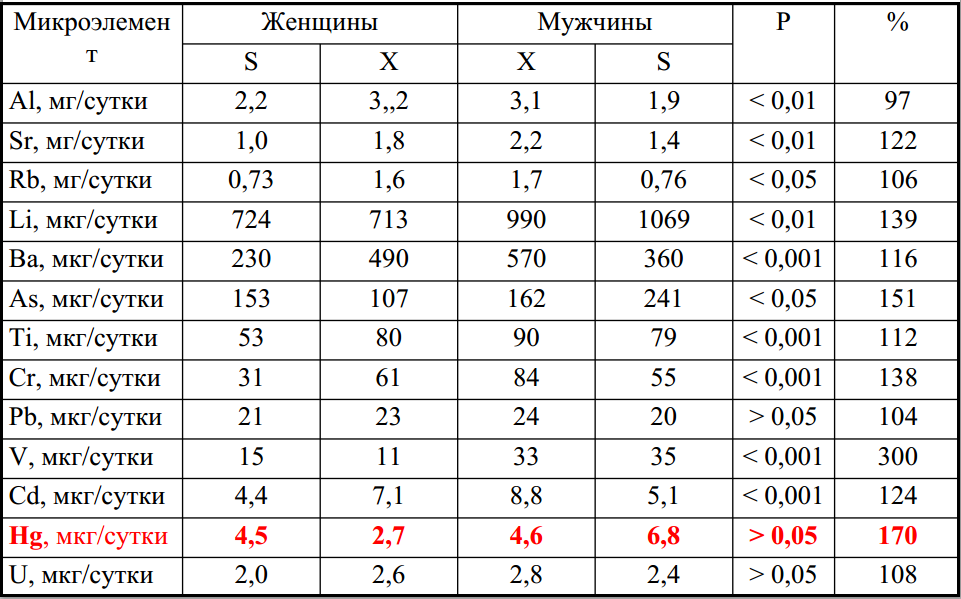 Микроэлемен Женщины Мужчины P %
т S X X S
Al, мг/сутки 2,2 3,,2 3,1 1,9 < 0,01 97
Sr, мг/сутки 1,0 1,8 2,2 1,4 < 0,01 122
Rb, мг/сутки 0,73 1,6 1,7 0,76 < 0,05 106
Li, мкг/сутки 724 713 990 1069 < 0,01 139
Ba, мкг/сутки 230 490 570 360 < 0,001 116
As, мкг/сутки 153 107 162 241 < 0,05 151
Ti, мкг/сутки 53 80 90 79 < 0,001 112
Cr, мкг/сутки 31 61 84 55 < 0,001 138
Pb, мкг/сутки 21 23 24 20 > 0,05 104
V, мкг/сутки 15 11 33 35 < 0,001 300
Cd, мкг/сутки 4,4 7,1 8,8 5,1 < 0,001 124
Hg, мкг/сутки 4,5 2,7 4,6 6,8 > 0,05 170
U, мкг/сутки 2,0 2,6 2,8 2,4 > 0,05 108